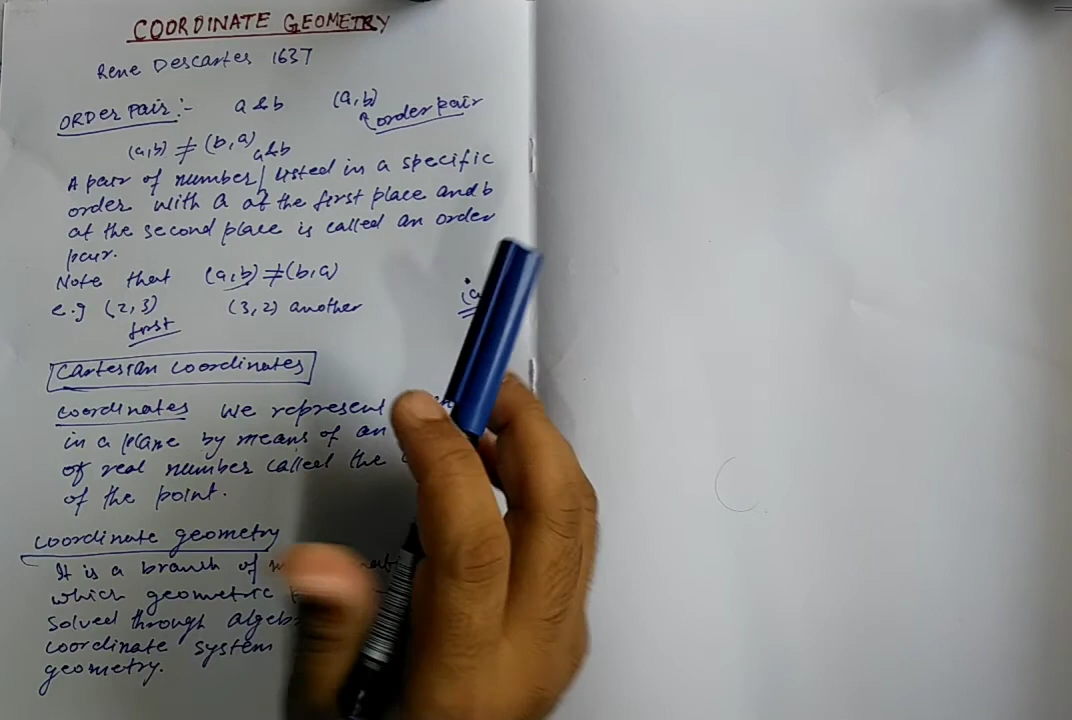 COORDINATE GEOMETRY
Rene Descartes 1637
ORDer Pair :- a & b (a,b)
order pair
(a,b) ≠ (b,a)
a & b
A pair of number / listed in a specific
order with a at the first place and b
at the second place is called an order
pair.
Note that (a,b) ≠ (b,a)
e.g (2,3) (3,2) another
first
(a
Cartesian coordinates
coordinates we represent
in a plane by means of an
of real number called the
of the point.
coordinate geometry
It is a branch of
which geometric
solved through algeb
coordinate system
geometry.